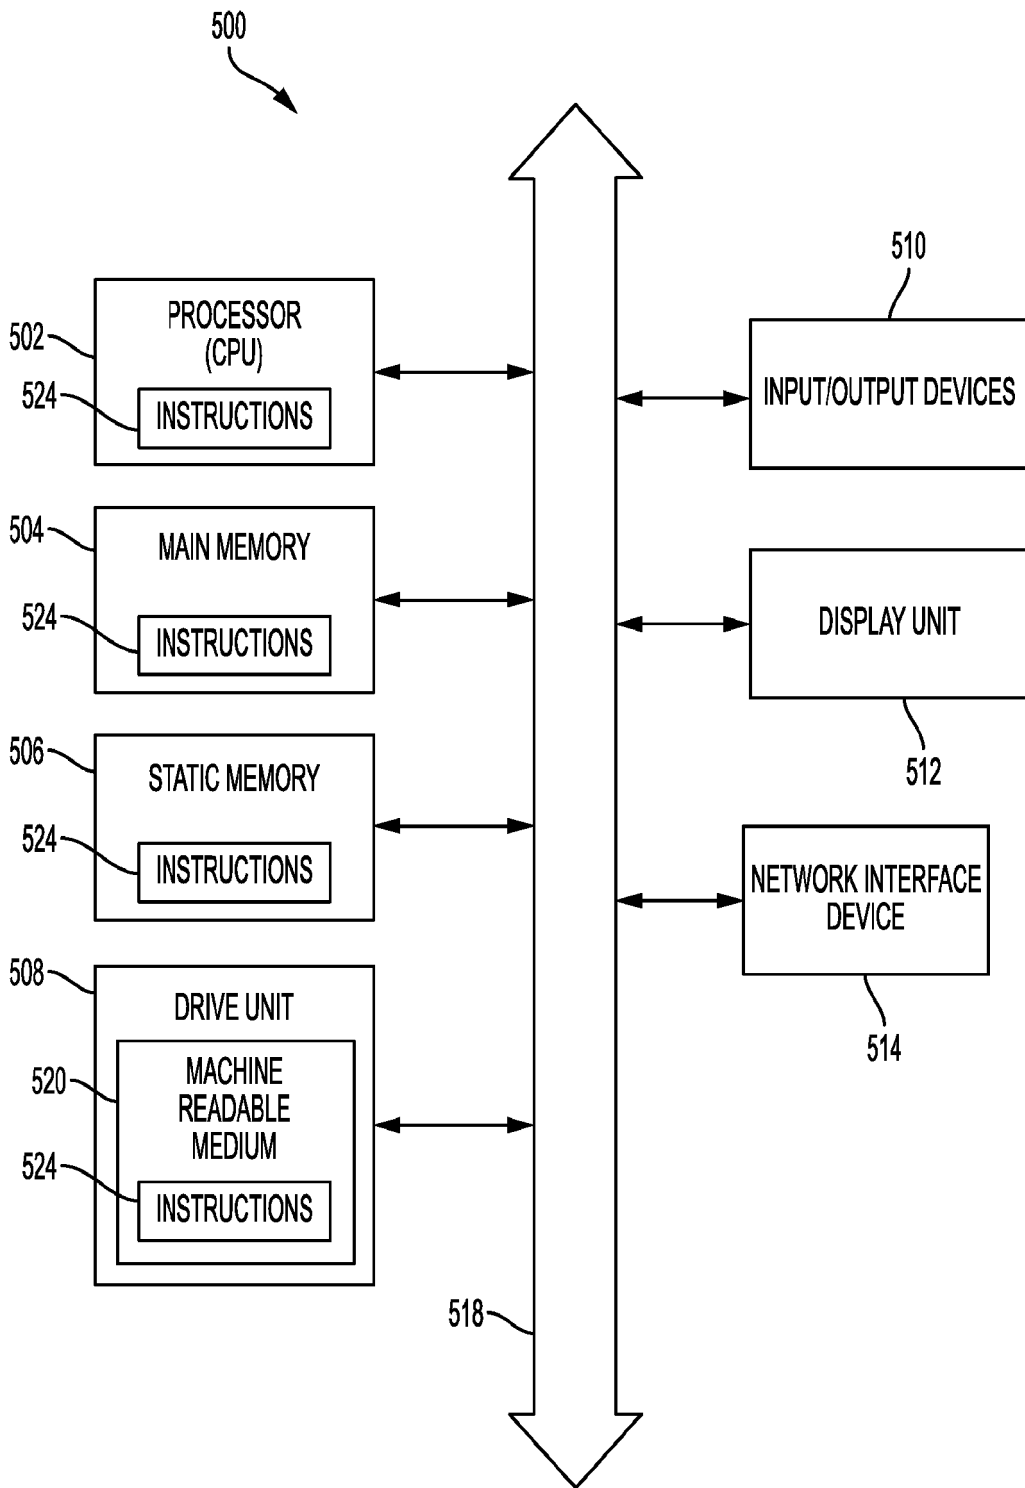 500
502
PROCESSOR
(CPU)
524
INSTRUCTIONS
504
MAIN MEMORY
524
INSTRUCTIONS
506
STATIC MEMORY
524
INSTRUCTIONS
508
DRIVE UNIT
520
MACHINE
READABLE
MEDIUM
524
INSTRUCTIONS
518
510
INPUT/OUTPUT DEVICES
DISPLAY UNIT
512
NETWORK INTERFACE
DEVICE
514